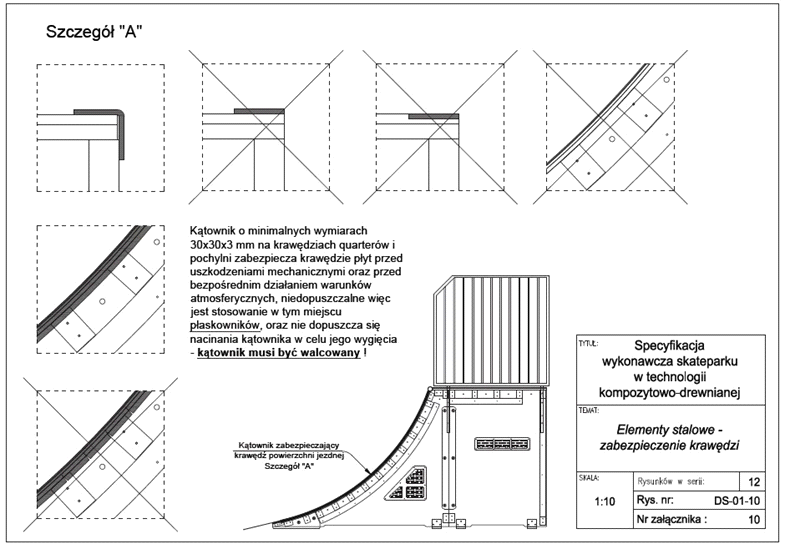 Szczegół "A"
Kątownik o minimalnych wymiarach
30x30x3 mm na krawędziach quarterów i
pochylni zabezpiecza krawędzie płyt przed
uszkodzeniami mechanicznymi oraz przed
bezpośrednim działaniem warunków
atmosferycznych, niedopuszczalne więc
jest stosowanie w tym miejscu
płaskowników, oraz nie dopuszcza się
nacinania kątownika w celu jego wygięcia
- kątownik musi być walcowany !
Kątownik zabezpieczający
krawędź powierzchni jezdnej
Szczegół "A"
TYTUŁ:
Specyfikacja
wykonawcza skateparku
w technologii
kompozytowo-drewnianej
TEMAT:
Elementy stalowe -
zabezpieczenie krawędzi
SKALA:
1:10
Rysunków w serii: 12
Rys. nr: DS-01-10
Nr załącznika : 10